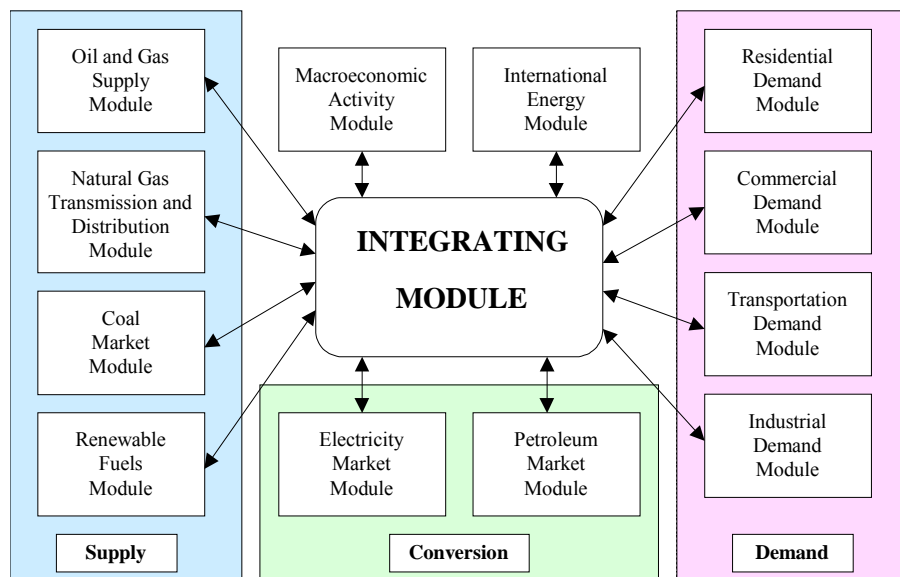 Oil and Gas
Supply
Module
Natural Gas
Transmission and
Distribution
Module
Coal
Market
Module
Renewable
Fuels
Module
Supply
Macroeconomic
Activity
Module
International
Energy
Module
INTEGRATING
MODULE
Electricity
Market
Module
Petroleum
Market
Module
Conversion
Residential
Demand
Module
Commercial
Demand
Module
Transportation
Demand
Module
Industrial
Demand
Module
Demand